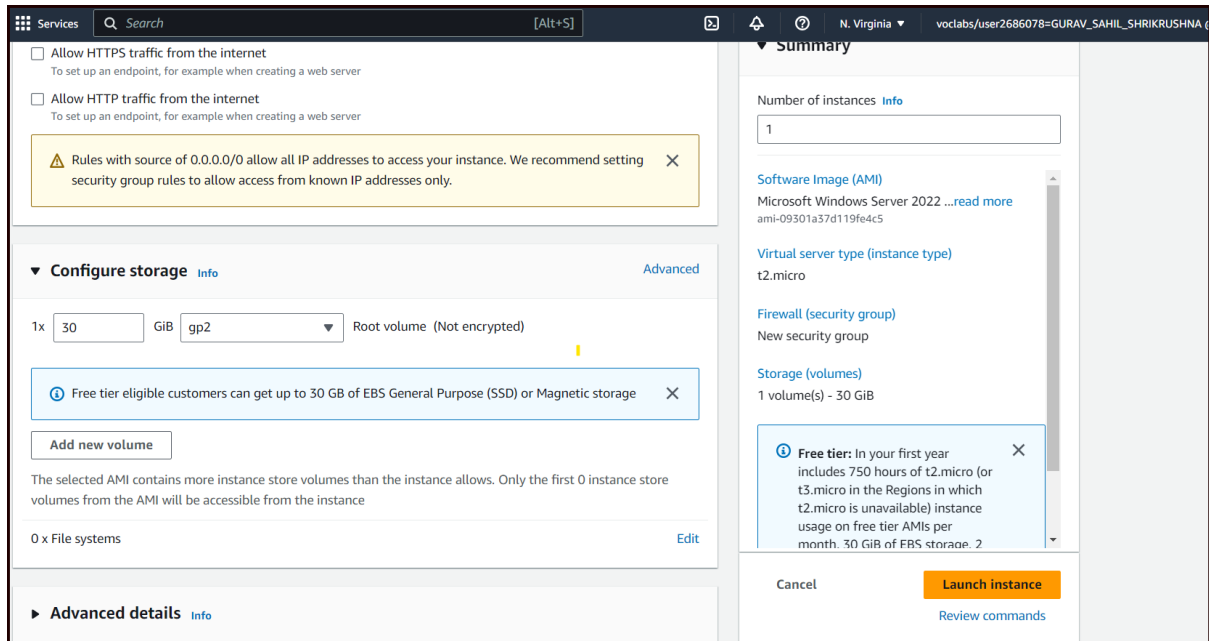 Services
Search
[Alt+S]
N. Virginia
voclabs/user2686078=GURAV_SAHIL_SHRIKRUSHNA @
Allow HTTPS traffic from the internet
To set up an endpoint, for example when creating a web server
Allow HTTP traffic from the internet
To set up an endpoint, for example when creating a web server
Rules with source of 0.0.0.0/0 allow all IP addresses to access your instance. We recommend setting
security group rules to allow access from known IP addresses only.
Configure storage Info
Advanced
1x 30 GiB gp2 Root volume (Not encrypted)
Free tier eligible customers can get up to 30 GB of EBS General Purpose (SSD) or Magnetic storage
Add new volume
The selected AMI contains more instance store volumes than the instance allows. Only the first 0 instance store
volumes from the AMI will be accessible from the instance
0 x File systems
Edit
Advanced details Info
Summary
Number of instances Info
1
Software Image (AMI)
Microsoft Windows Server 2022 ...read more
ami-09301a37d119fe4c5
Virtual server type (instance type)
t2.micro
Firewall (security group)
New security group
Storage (volumes)
1 volume(s) - 30 GiB
Free tier: In your first year
includes 750 hours of t2.micro (or
t3.micro in the Regions in which
t2.micro is unavailable) instance
usage on free tier AMIs per
month, 30 GiB of EBS storage, 2
Cancel
Launch instance
Review commands